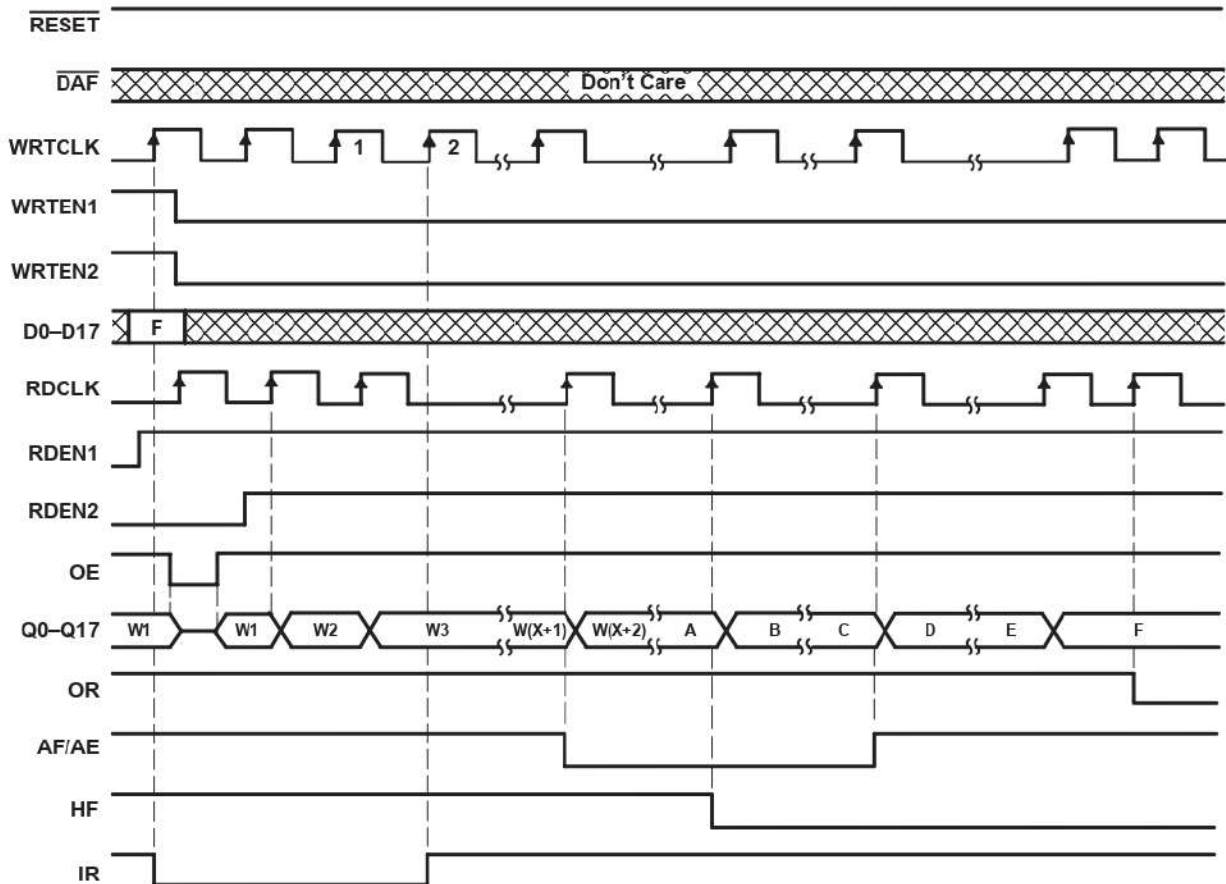 RESET
DAF Don't Care
WRTCLK 1 2
WRTEN1
WRTEN2
D0–D17 F
RDCLK
RDEN1
RDEN2
OE
Q0–Q17 W1 W1 W2 W3 W(X+1) W(X+2) A B C D E F
OR
AF/AE
HF
IR